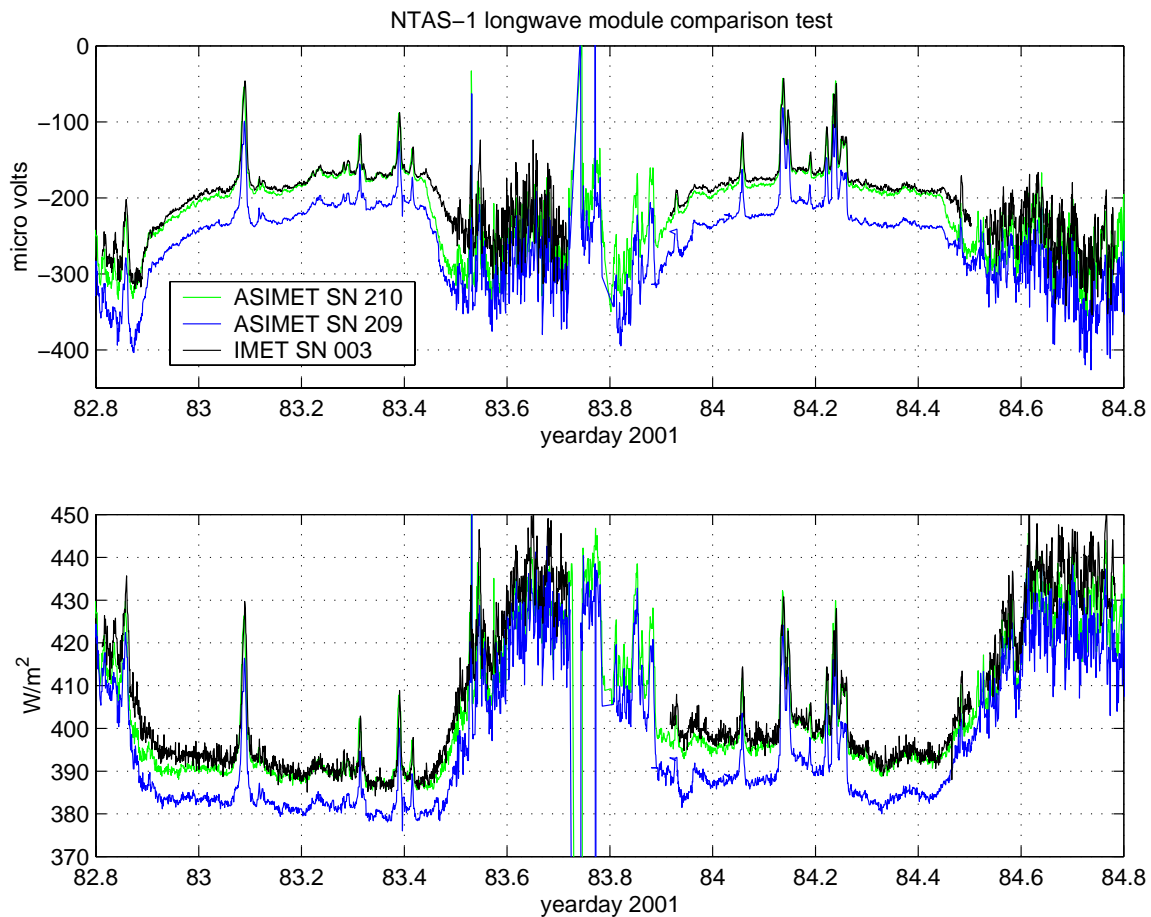 NTAS−1 longwave module comparison test
0
−100
−200
−300
−400
micro volts
ASIMET SN 210
ASIMET SN 209
IMET SN 003
82.8 83 83.2 83.4 83.6 83.8 84 84.2 84.4 84.6 84.8
yearday 2001
450
440
430
420
410
400
390
380
370
W/m²
82.8 83 83.2 83.4 83.6 83.8 84 84.2 84.4 84.6 84.8
yearday 2001